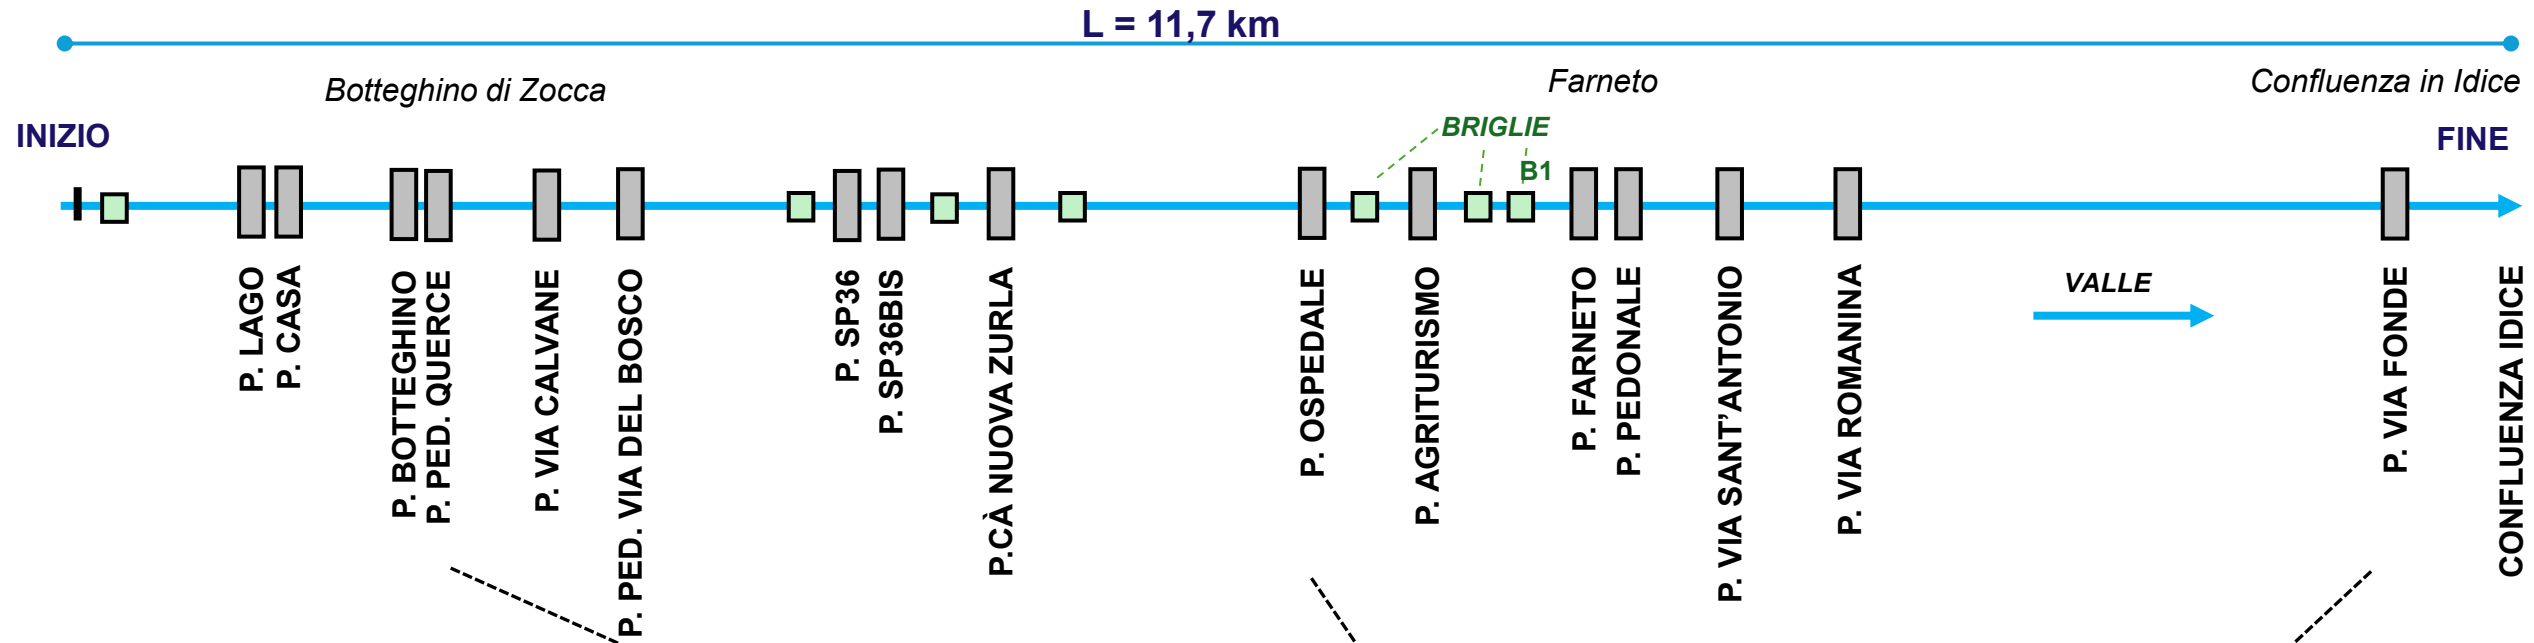 L = 11,7 km
Botteghino di Zocca
Farneto
Confluenza in Idice
INIZIO
BRIGLIE
FINE
B1
P. LAGO
P. CASA
P. BOTTEGHINO
P. PED. QUERCE
P. VIA CALVANE
P. PED. VIA DEL BOSCO
P. SP36
P. SP36BIS
P.CÀ NUOVA ZURLA
P. OSPEDALE
P. AGRITURISMO
P. FARNETO
P. PEDONALE
P. VIA SANT'ANTONIO
P. VIA ROMANINA
VALLE
P. VIA FONDE
CONFLUENZA IDICE